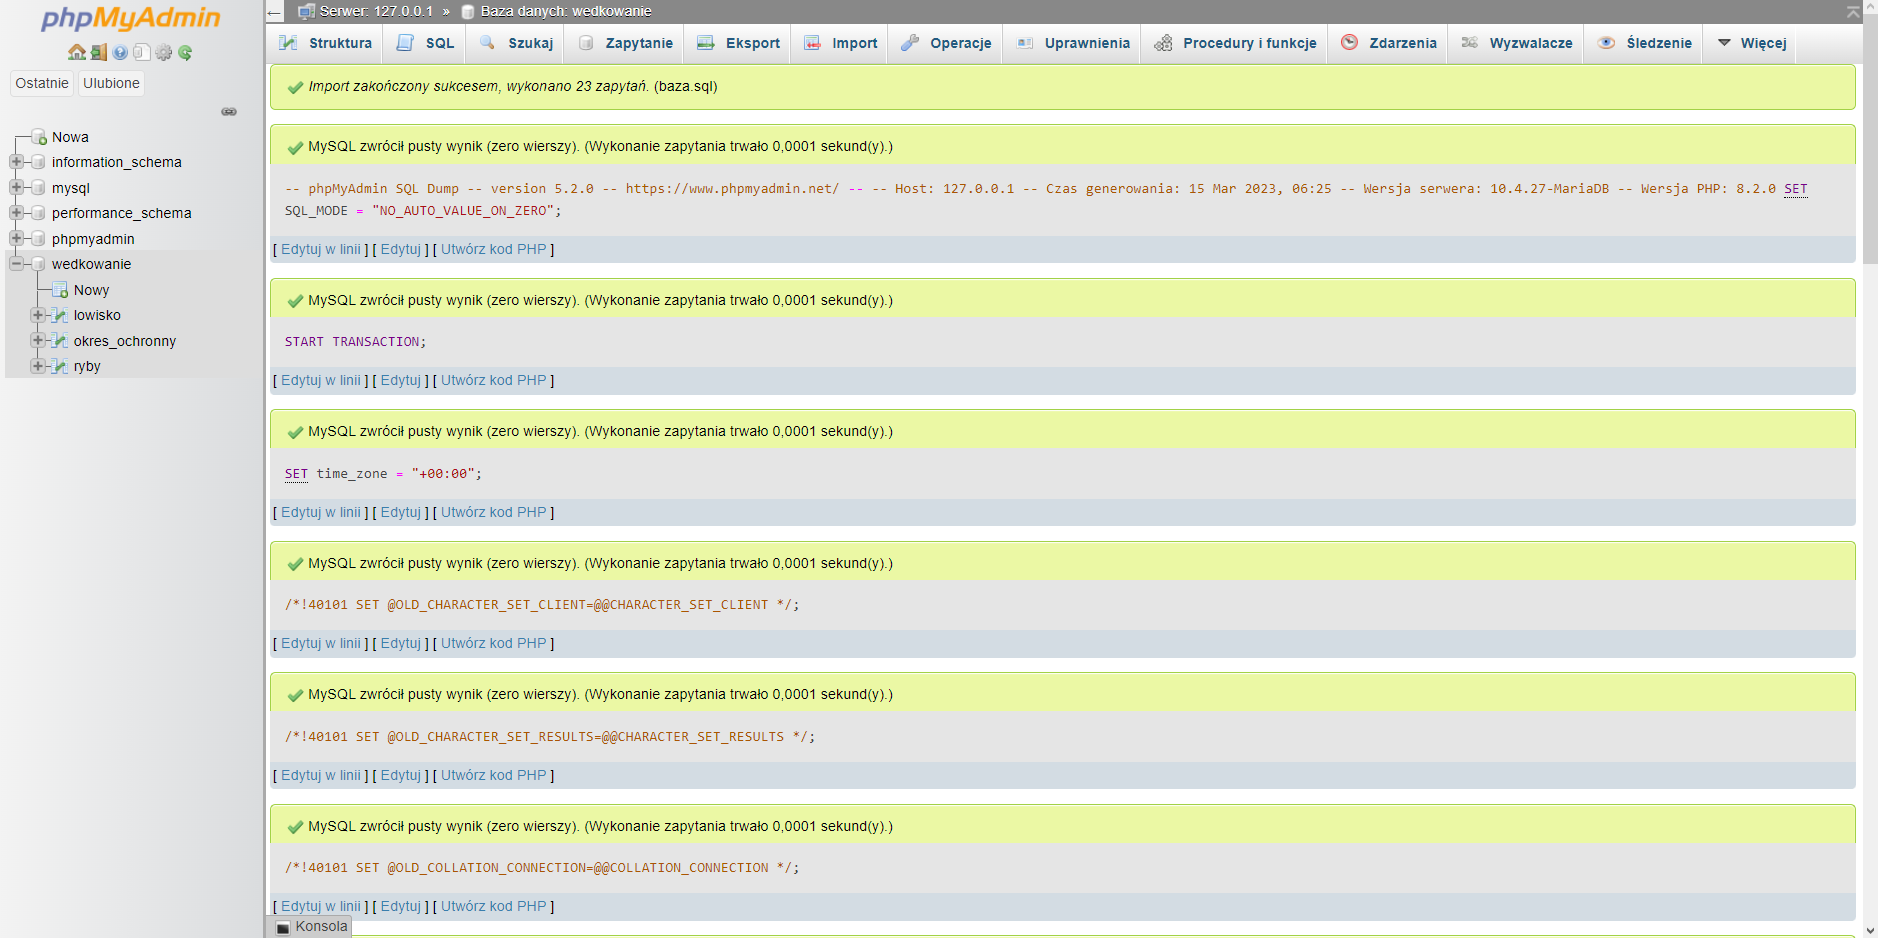 phpMyAdmin
Ostatnie
Ulubione
Nowa
information_schema
mysql
performance_schema
phpmyadmin
wedkowanie
Nowy
lowisko
okres_ochronny
ryby
Serwer: 127.0.0.1 » Baza danych: wedkowanie
Struktura SQL Szukaj Zapytanie Eksport Import Operacje Uprawnienia Procedury i funkcje Zdarzenia Wyzwalacze Śledzenie Więcej
Import zakończony sukcesem, wykonano 23 zapytań. (baza.sql)
MySQL zwrócił pusty wynik (zero wierszy). (Wykonanie zapytania trwało 0,0001 sekund(y).)
-- phpMyAdmin SQL Dump -- version 5.2.0 -- https://www.phpmyadmin.net/ -- -- Host: 127.0.0.1 -- Czas generowania: 15 Mar 2023, 06:25 -- Wersja serwera: 10.4.27-MariaDB -- Wersja PHP: 8.2.0 SET
SQL_MODE = "NO_AUTO_VALUE_ON_ZERO";
[ Edytuj w linii ] [ Edytuj ] [ Utwórz kod PHP ]
MySQL zwrócił pusty wynik (zero wierszy). (Wykonanie zapytania trwało 0,0001 sekund(y).)
START TRANSACTION;
[ Edytuj w linii ] [ Edytuj ] [ Utwórz kod PHP ]
MySQL zwrócił pusty wynik (zero wierszy). (Wykonanie zapytania trwało 0,0001 sekund(y).)
SET time_zone = "+00:00";
[ Edytuj w linii ] [ Edytuj ] [ Utwórz kod PHP ]
MySQL zwrócił pusty wynik (zero wierszy). (Wykonanie zapytania trwało 0,0001 sekund(y).)
/*!40101 SET @OLD_CHARACTER_SET_CLIENT=@@CHARACTER_SET_CLIENT */;
[ Edytuj w linii ] [ Edytuj ] [ Utwórz kod PHP ]
MySQL zwrócił pusty wynik (zero wierszy). (Wykonanie zapytania trwało 0,0001 sekund(y).)
/*!40101 SET @OLD_CHARACTER_SET_RESULTS=@@CHARACTER_SET_RESULTS */;
[ Edytuj w linii ] [ Edytuj ] [ Utwórz kod PHP ]
MySQL zwrócił pusty wynik (zero wierszy). (Wykonanie zapytania trwało 0,0001 sekund(y).)
/*!40101 SET @OLD_COLLATION_CONNECTION=@@COLLATION_CONNECTION */;
[ Edytuj w linii ] [ Edytuj ] [ Utwórz kod PHP ]
Konsola